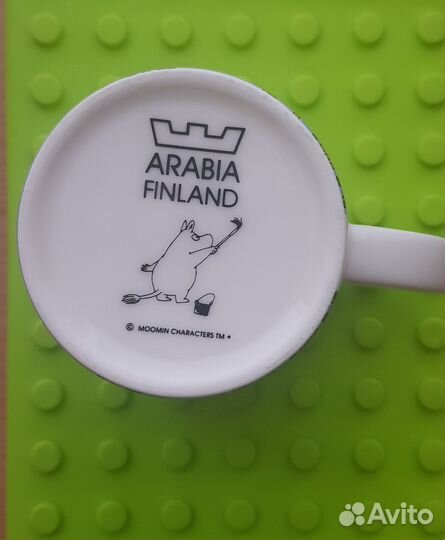 ARABIA
FINLAND
© MOOMIN CHARACTERS TM
Avito